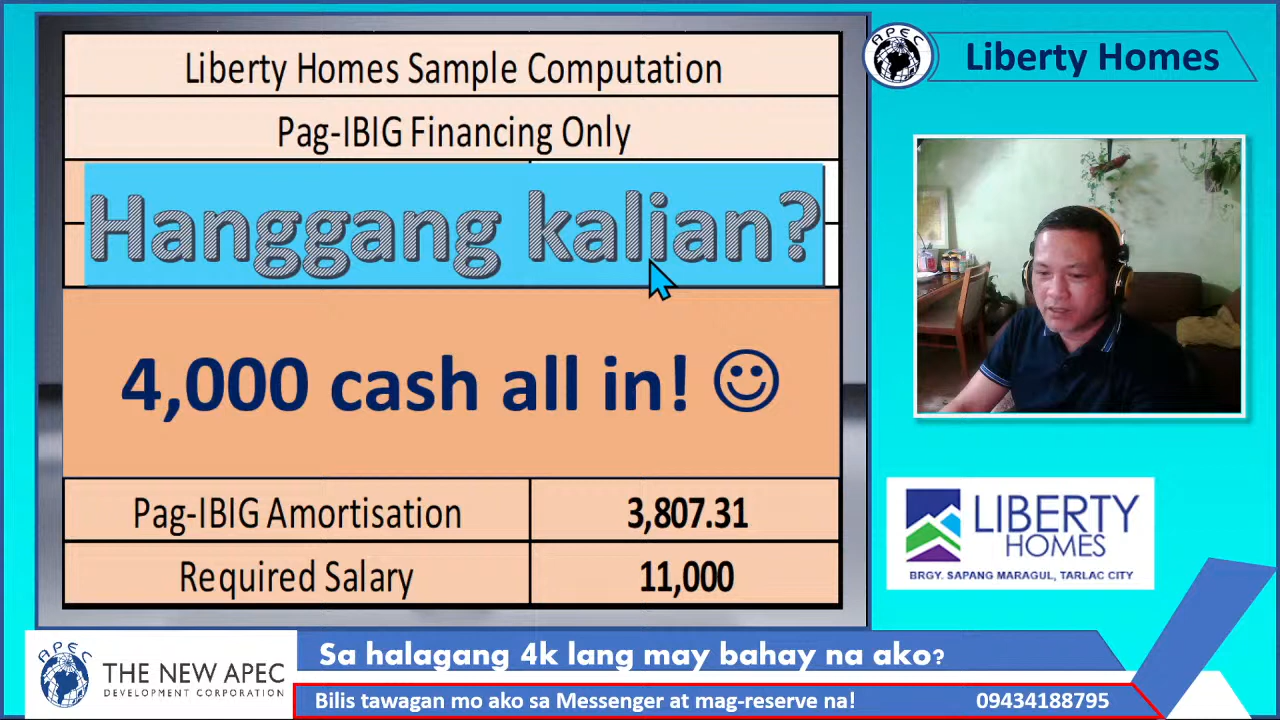 Liberty Homes Sample Computation
Pag-IBIG Financing Only
Hanggang kalian?
4,000 cash all in! ☺
Pag-IBIG Amortisation 3,807.31
Required Salary 11,000
APEC
Liberty Homes
LIBERTY
HOMES
BRGY. SAPANG MARAGUL, TARLAC CITY
APEC
THE NEW APEC
DEVELOPMENT CORPORATION
Sa halagang 4k lang may bahay na ako?
Bilis tawagan mo ako sa Messenger at mag-reserve na! 09434188795